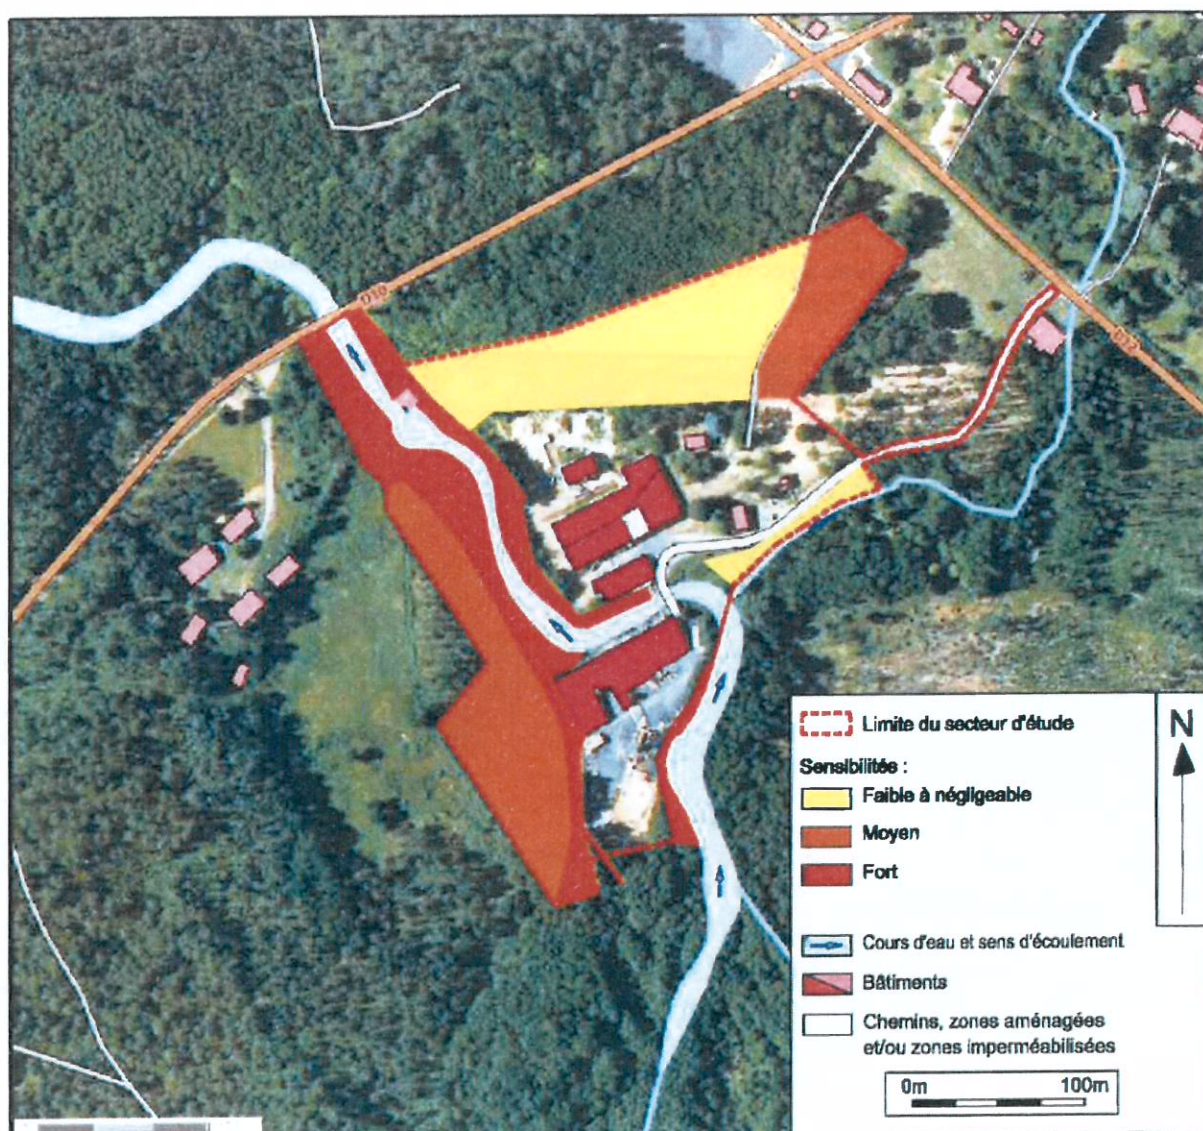 D10
D12
Limite du secteur d'étude
Sensibilités :
Faible à négligeable
Moyen
Fort
Cours d'eau et sens d'écoulement
Bâtiments
Chemins, zones aménagées
et/ou zones imperméabilisées
0m 100m
N